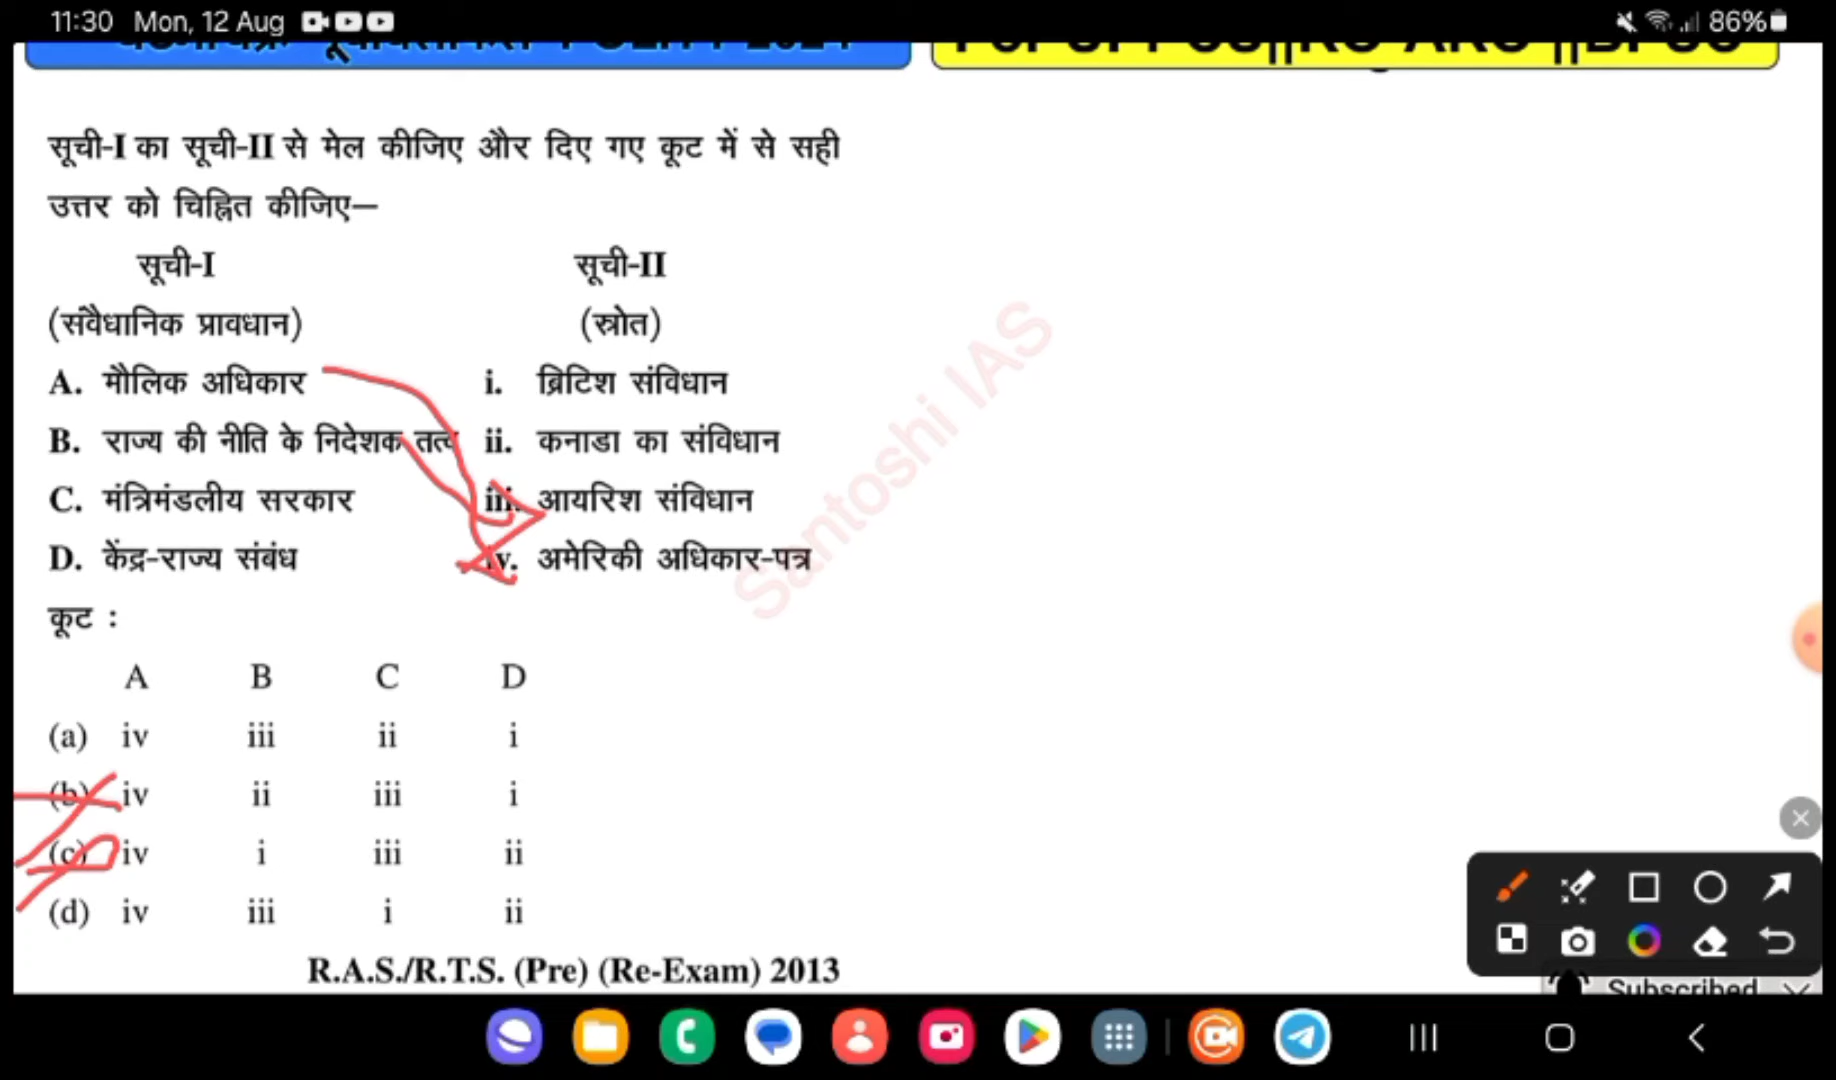 11:30 Mon, 12 Aug 86%
सूची-I का सूची-II से मेल कीजिए और दिए गए कूट में से सही
उत्तर को चिह्नित कीजिए—
सूची-I सूची-II
(संवैधानिक प्रावधान) (स्रोत)
A. मौलिक अधिकार i. ब्रिटिश संविधान
B. राज्य की नीति के निदेशक तत्व ii. कनाडा का संविधान
C. मंत्रिमंडलीय सरकार iii. आयरिश संविधान
D. केंद्र-राज्य संबंध iv. अमेरिकी अधिकार-पत्र
कूट :
A B C D
(a) iv iii ii i
(b) iv ii iii i
(c) iv i iii ii
(d) iv iii i ii
R.A.S./R.T.S. (Pre) (Re-Exam) 2013
Santoshi IAS
Subscribed